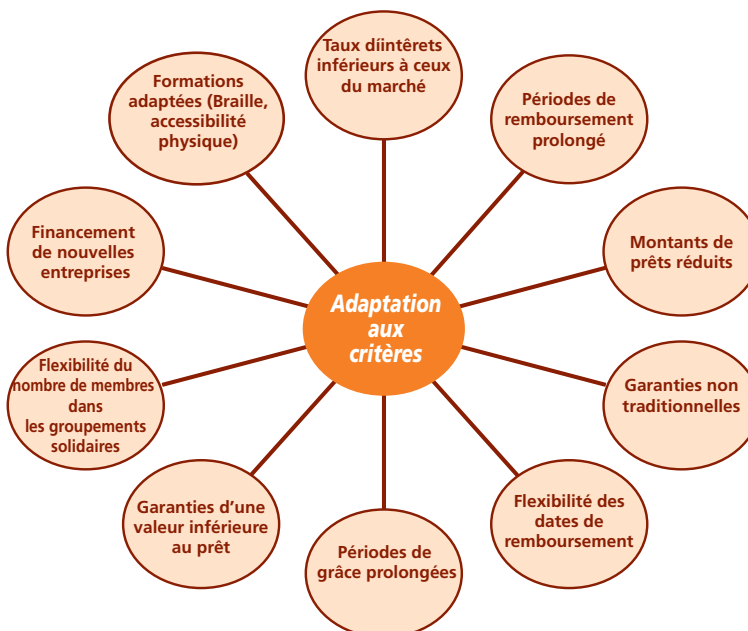 Taux díintêrets
inférieurs à ceux
du marché
Périodes de
remboursement
prolongé
Montants de
prêts réduits
Garanties non
traditionnelles
Flexibilité des
dates de
remboursement
Périodes de
grâce prolongées
Garanties d'une
valeur inférieure
au prêt
Flexibilité du
nombre de membres
dans
les groupements
solidaires
Financement
de nouvelles
entreprises
Formations
adaptées (Braille,
accessibilité
physique)
Adaptation
aux
critères